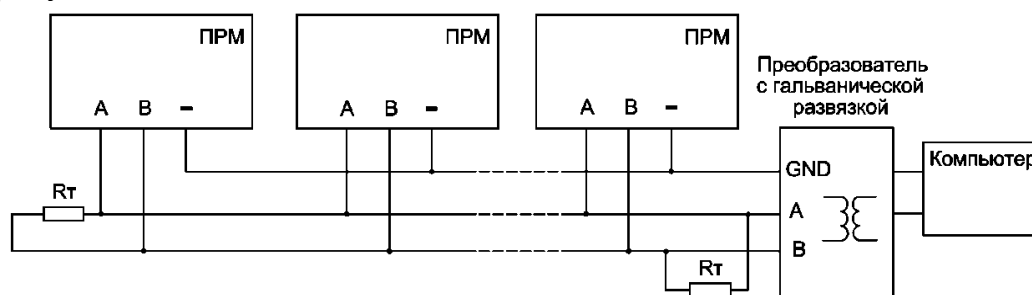 ПРМ
ПРМ
ПРМ
А В –
А В –
А В –
Преобразователь
с гальванической
развязкой
GND
А
В
Компьютер
Rт
Rт